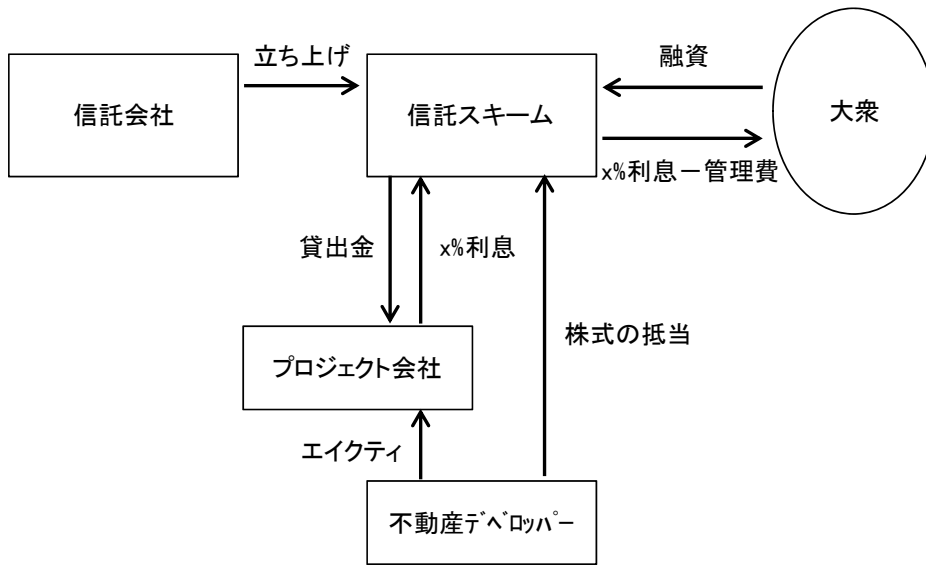 立ち上げ
融資
信託会社
信託スキーム
大衆
x%利息－管理費
貸出金
x%利息
株式の抵当
プロジェクト会社
エイクティ
不動産ﾃﾞﾍﾞﾛｯﾊﾟｰ